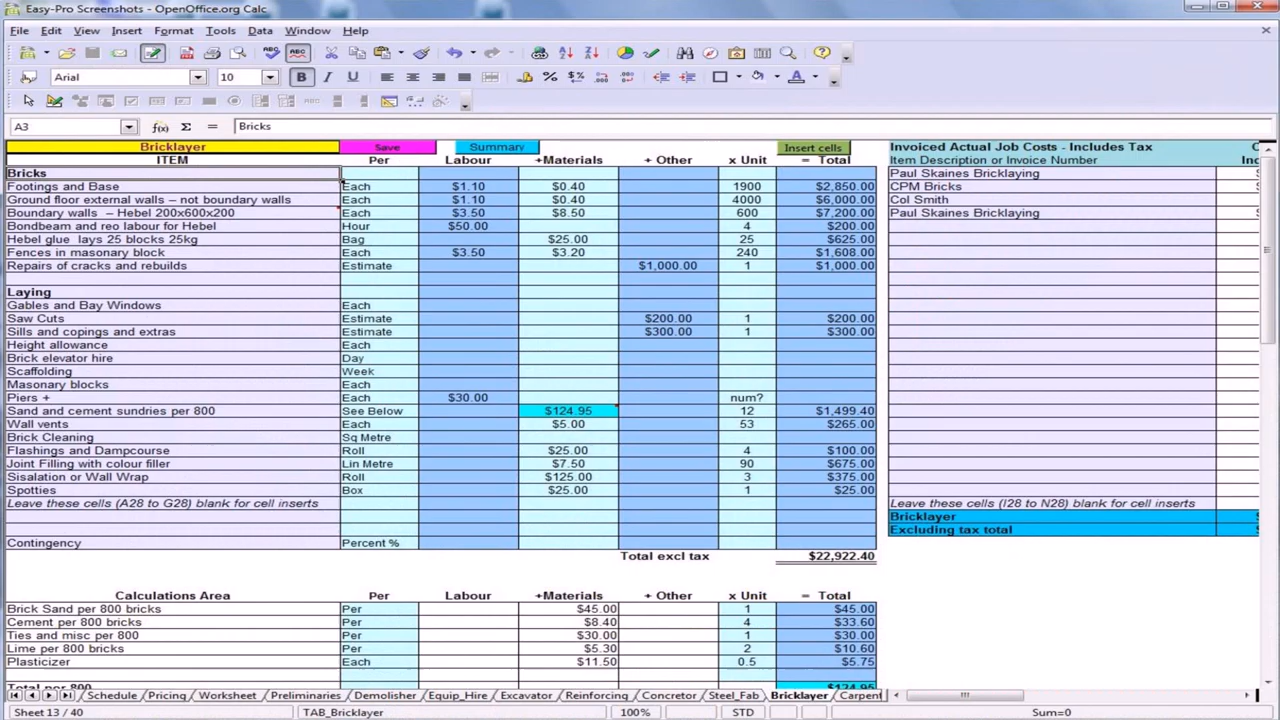 Easy-Pro Screenshots - OpenOffice.org Calc
File Edit View Insert Format Tools Data Window Help
Arial 10
A3 Bricks
Bricklayer Save Summary Insert cells Invoiced Actual Job Costs - Includes Tax
ITEM Per Labour +Materials + Other x Unit = Total Item Description or Invoice Number
Bricks Paul Skaines Bricklaying
Footings and Base Each $1.10 $0.40 1900 $2,850.00 CPM Bricks
Ground floor external walls – not boundary walls Each $1.10 $0.40 4000 $6,000.00 Col Smith
Boundary walls – Hebel 200x600x200 Each $3.50 $8.50 600 $7,200.00 Paul Skaines Bricklaying
Bondbeam and reo labour for Hebel Hour $50.00 4 $200.00
Hebel glue lays 25 blocks 25kg Bag $25.00 25 $625.00
Fences in masonary block Each $3.50 $3.20 240 $1,608.00
Repairs of cracks and rebuilds Estimate $1,000.00 1 $1,000.00
Laying
Gables and Bay Windows Each
Saw Cuts Estimate $200.00 1 $200.00
Sills and copings and extras Estimate $300.00 1 $300.00
Height allowance Each
Brick elevator hire Day
Scaffolding Week
Masonary blocks Each
Piers + Each $30.00 num?
Sand and cement sundries per 800 See Below $124.95 12 $1,499.40
Wall vents Each $5.00 53 $265.00
Brick Cleaning Sq Metre
Flashings and Dampcourse Roll $25.00 4 $100.00
Joint Filling with colour filler Lin Metre $7.50 90 $675.00
Sisalation or Wall Wrap Roll $125.00 3 $375.00
Spotties Box $25.00 1 $25.00
Leave these cells (A28 to G28) blank for cell inserts Leave these cells (I28 to N28) blank for cell inserts
Bricklayer
Excluding tax total
Contingency Percent %
Total excl tax $22,922.40
Calculations Area Per Labour +Materials + Other x Unit = Total
Brick Sand per 800 bricks Per $45.00 1 $45.00
Cement per 800 bricks Per $8.40 4 $33.60
Ties and misc per 800 Per $30.00 1 $30.00
Lime per 800 bricks Per $5.30 2 $10.60
Plasticizer Each $11.50 0.5 $5.75
Total per 800 $124.95
Schedule Pricing Worksheet Preliminaries Demolisher Equip_Hire Excavator Reinforcing Concretor Steel_Fab Bricklayer Carpent
Sheet 13 / 40 TAB_Bricklayer 100% STD Sum=0